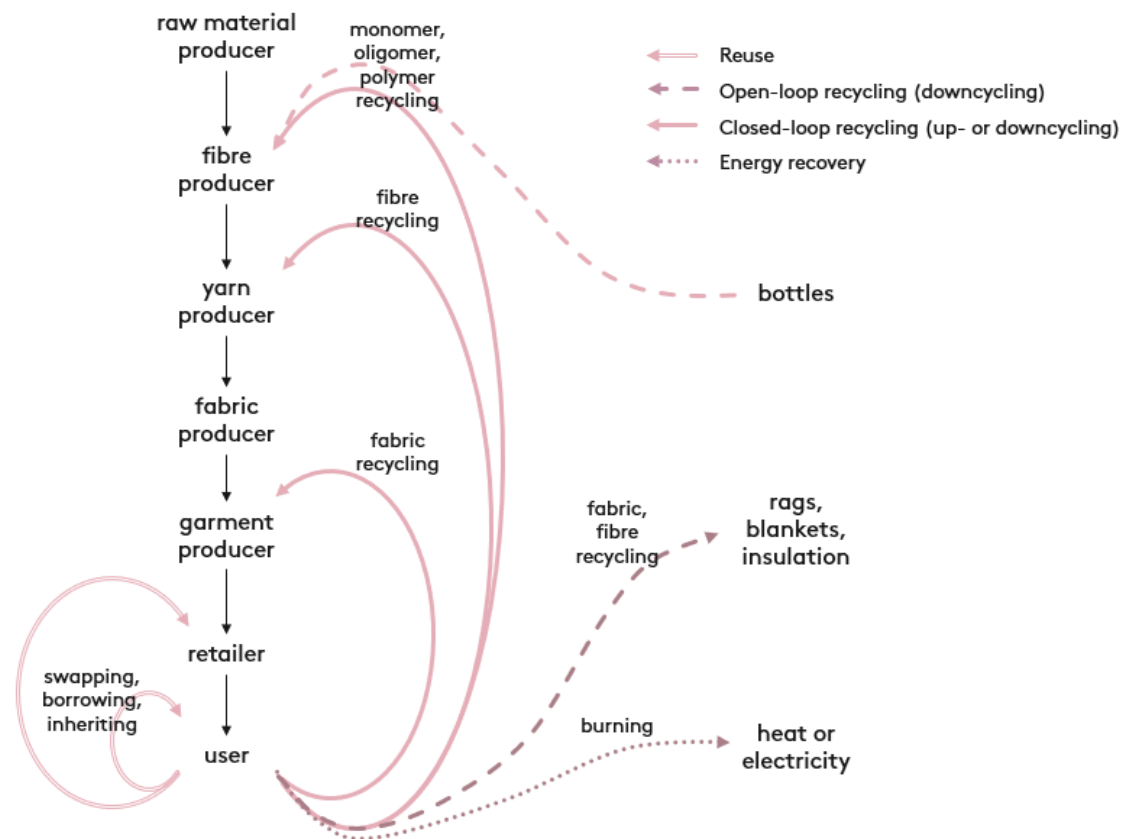 raw material
producer
monomer,
oligomer,
polymer
recycling
Reuse
Open-loop recycling (downcycling)
Closed-loop recycling (up- or downcycling)
Energy recovery
fibre
producer
fibre
recycling
yarn
producer
bottles
fabric
producer
fabric
recycling
garment
producer
fabric,
fibre
recycling
rags,
blankets,
insulation
retailer
swapping,
borrowing,
inheriting
user
burning
heat or
electricity